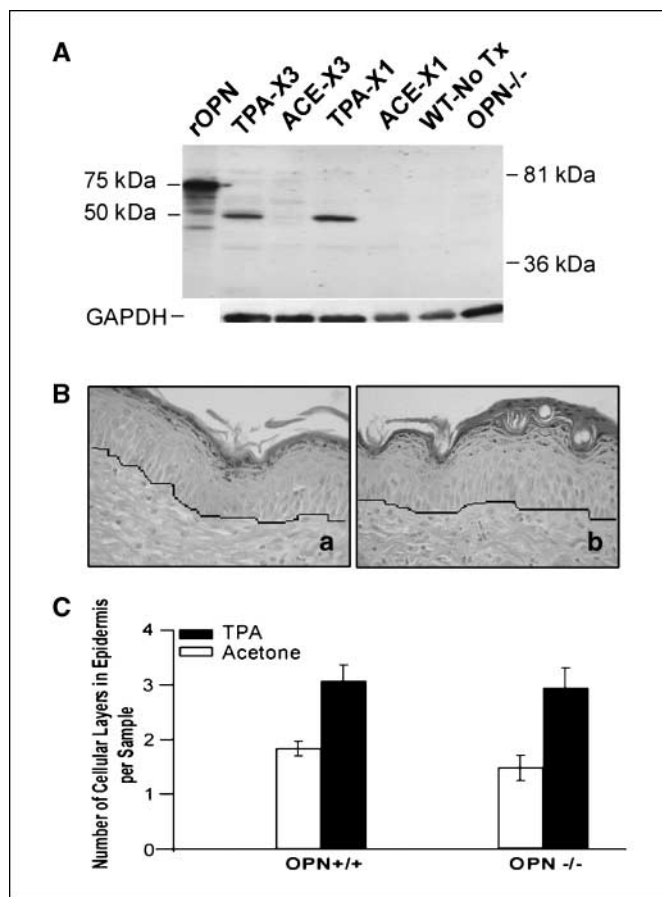 A
rOPN
TPA-X3
ACE-X3
TPA-X1
ACE-X1
WT-No Tx
OPN-/-
75 kDa
81 kDa
50 kDa
36 kDa
GAPDH
B
a
b
C
Number of Cellular Layers in Epidermis
per Sample
4
3
2
1
0
TPA
Acetone
OPN+/+
OPN -/-